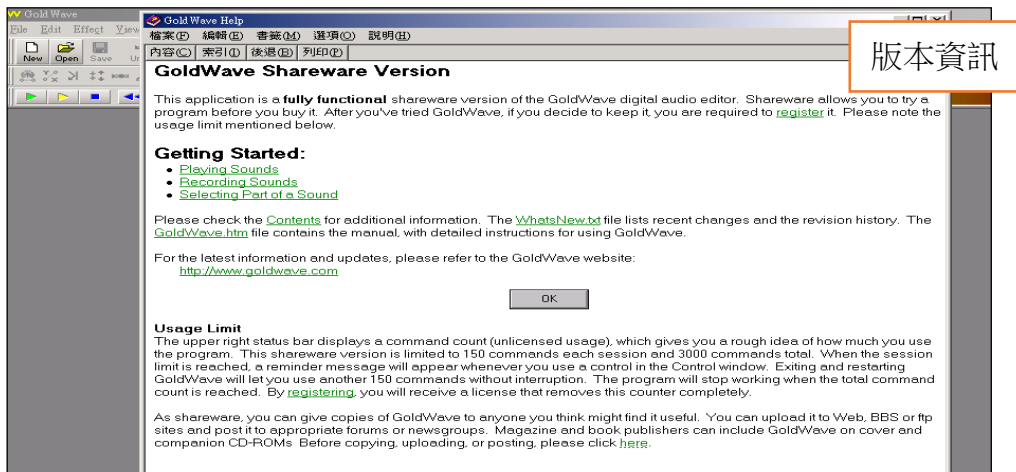 Gold Wave
File Edit Effect View
New Open Save
Gold Wave Help
檔案(F) 編輯(E) 書籤(M) 選項(O) 說明(H)
內容(C) 索引(I) 後退(B) 列印(P)
版本資訊
GoldWave Shareware Version
This application is a fully functional shareware version of the GoldWave digital audio editor. Shareware allows you to try a
program before you buy it. After you've tried GoldWave, if you decide to keep it, you are required to register it. Please note the
usage limit mentioned below.
Getting Started:
• Playing Sounds
• Recording Sounds
• Selecting Part of a Sound
Please check the Contents for additional information. The WhatsNew.txt file lists recent changes and the revision history. The
GoldWave.htm file contains the manual, with detailed instructions for using GoldWave.
For the latest information and updates, please refer to the GoldWave website:
http://www.goldwave.com
OK
Usage Limit
The upper right status bar displays a command count (unlicensed usage), which gives you a rough idea of how much you use
the program. This shareware version is limited to 150 commands each session and 3000 commands total. When the session
limit is reached, a reminder message will appear whenever you use a control in the Control window. Exiting and restarting
GoldWave will let you use another 150 commands without interruption. The program will stop working when the total command
count is reached. By registering, you will receive a license that removes this counter completely.
As shareware, you can give copies of GoldWave to anyone you think might find it useful. You can upload it to Web, BBS or ftp
sites and post it to appropriate forums or newsgroups. Magazine and book publishers can include GoldWave on cover and
companion CD-ROMs Before copying, uploading, or posting, please click here.